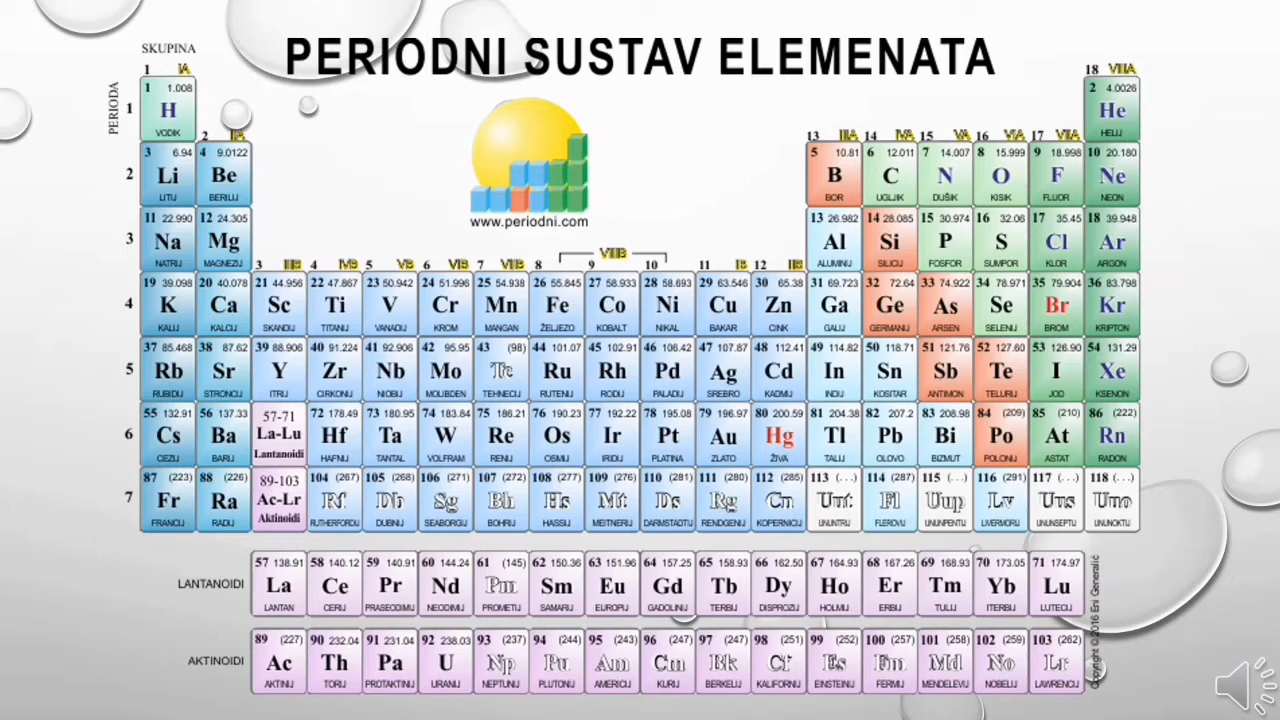 PERIODNI SUSTAV ELEMENATA
SKUPINA
PERIODA
1 IA
18 VIIIA
1 1.008 2 4.0026
1 H He
VODIK HELIJ
2 IIA 13 IIIA 14 IVA 15 VA 16 VIA 17 VIIA
3 6.94 4 9.0122 5 10.81 6 12.011 7 14.007 8 15.999 9 18.998 10 20.180
2 Li Be B C N O F Ne
LITIJ BERILIJ BOR UGLJIK DUŠIK KISIK FLUOR NEON
www.periodni.com
11 22.990 12 24.305 13 26.982 14 28.085 15 30.974 16 32.06 17 35.45 18 39.948
3 Na Mg Al Si P S Cl Ar
NATRIJ MAGNEZIJ ALUMINIJ SILICIJ FOSFOR SUMPOR KLOR ARGON
VIIIB
3 IIIB 4 IVB 5 VB 6 VIB 7 VIIB 8 9 10 11 IB 12 IIB
19 39.098 20 40.078 21 44.956 22 47.867 23 50.942 24 51.996 25 54.938 26 55.845 27 58.933 28 58.693 29 63.546 30 65.38 31 69.723 32 72.64 33 74.922 34 78.971 35 79.904 36 83.798
4 K Ca Sc Ti V Cr Mn Fe Co Ni Cu Zn Ga Ge As Se Br Kr
KALIJ KALCIJ SKANDIJ TITANIJ VANADIJ KROM MANGAN ŽELJEZO KOBALT NIKAL BAKAR CINK GALIJ GERMANIJ ARSEN SELENIJ BROM KRIPTON
37 85.468 38 87.62 39 88.906 40 91.224 41 92.906 42 95.95 43 (98) 44 101.07 45 102.91 46 106.42 47 107.87 48 112.41 49 114.82 50 118.71 51 121.76 52 127.60 53 126.90 54 131.29
5 Rb Sr Y Zr Nb Mo Tc Ru Rh Pd Ag Cd In Sn Sb Te I Xe
RUBIDIJ STRONCIJ ITRIJ CIRKONIJ NIOBIJ MOLIBDEN TEHNECIJ RUTENIJ RODIJ PALADIJ SREBRO KADMIJ INDIJ KOSITAR ANTIMON TELURIJ JOD KSENON
55 132.91 56 137.33 57-71 72 178.49 73 180.95 74 183.84 75 186.21 76 190.23 77 192.22 78 195.08 79 196.97 80 200.59 81 204.38 82 207.2 83 208.98 84 (209) 85 (210) 86 (222)
6 Cs Ba La-Lu Hf Ta W Re Os Ir Pt Au Hg Tl Pb Bi Po At Rn
CEZIJ BARIJ Lantanoidi HAFNIJ TANTAL VOLFRAM RENIJ OSMIJ IRIDIJ PLATINA ZLATO ŽIVA TALIJ OLOVO BIZMUT POLONIJ ASTAT RADON
87 (223) 88 (226) 89-103 104 (267) 105 (268) 106 (271) 107 (272) 108 (277) 109 (276) 110 (281) 111 (280) 112 (285) 113 (...) 114 (287) 115 (...) 116 (291) 117 (...) 118 (...)
7 Fr Ra Ac-Lr Rf Db Sg Bh Hs Mt Ds Rg Cn Uut Fl Uup Lv Uus Uuo
FRANCIJ RADIJ Aktinoidi RUTHERFORDIJ DUBNIJ SEABORGIJ BOHRIJ HASSIJ MEITNERIJ DARMSTADTIJ RENDGENIJ KOPERNICIJ UNUNTRIJ FLEROVIJ UNUNPENTIJ LIVERMORIJ UNUNSEPTIJ UNUNOKTIJ
57 138.91 58 140.12 59 140.91 60 144.24 61 (145) 62 150.36 63 151.96 64 157.25 65 158.93 66 162.50 67 164.93 68 167.26 69 168.93 70 173.05 71 174.97
LANTANOIDI La Ce Pr Nd Pm Sm Eu Gd Tb Dy Ho Er Tm Yb Lu
LANTAN CERIJ PRASEODIMIJ NEODIMIJ PROMETIJ SAMARIJ EUROPIJ GADOLINIJ TERBIJ DISPROZIJ HOLMIJ ERBIJ TULIJ ITERBIJ LUTECIJ
89 (227) 90 232.04 91 231.04 92 238.03 93 (237) 94 (244) 95 (243) 96 (247) 97 (247) 98 (251) 99 (252) 100 (257) 101 (258) 102 (259) 103 (262)
AKTINOIDI Ac Th Pa U Np Pu Am Cm Bk Cf Es Fm Md No Lr
AKTINIJ TORIJ PROTAKTINIJ URANIJ NEPTUNIJ PLUTONIJ AMERICIJ KURIJ BERKELIJ KALIFORNIJ EINSTEINIJ FERMIJ MENDELEVIJ NOBELIJ LAWRENCIJ
Copyright © 2016 Eni Generalić